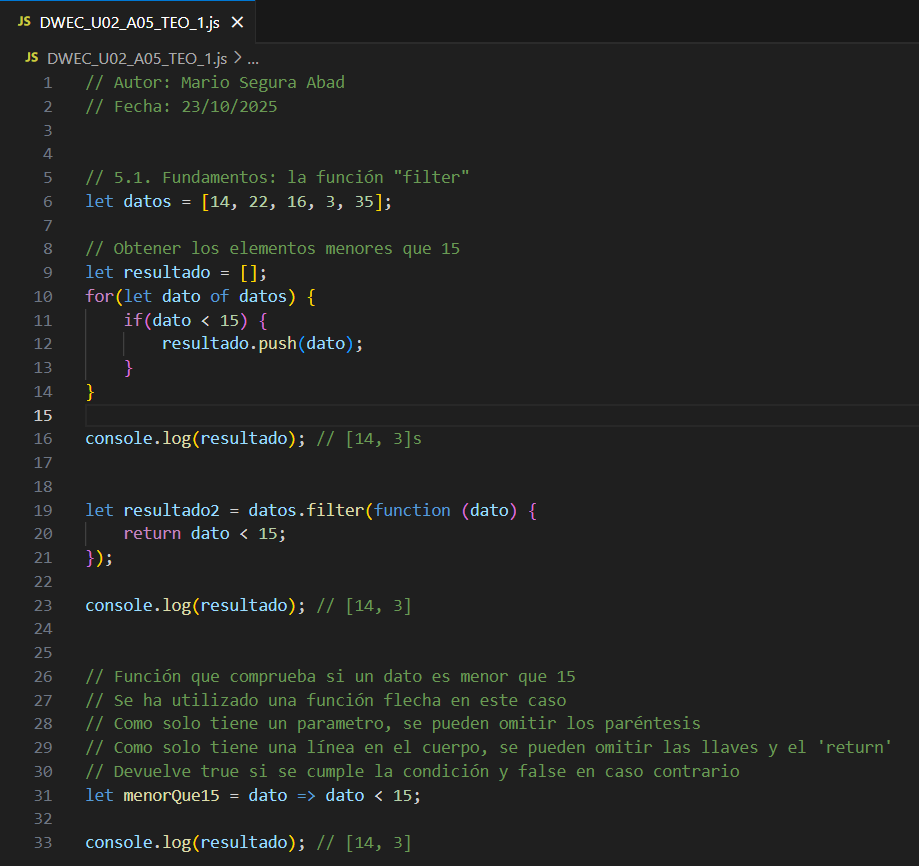 JS DWEC_U02_A05_TEO_1.js ×
JS DWEC_U02_A05_TEO_1.js > ...
1 // Autor: Mario Segura Abad
2 // Fecha: 23/10/2025
3
4
5 // 5.1. Fundamentos: la función "filter"
6 let datos = [14, 22, 16, 3, 35];
7
8 // Obtener los elementos menores que 15
9 let resultado = [];
10 for(let dato of datos) {
11 if(dato < 15) {
12 resultado.push(dato);
13 }
14 }
15
16 console.log(resultado); // [14, 3]s
17
18
19 let resultado2 = datos.filter(function (dato) {
20 return dato < 15;
21 });
22
23 console.log(resultado); // [14, 3]
24
25
26 // Función que comprueba si un dato es menor que 15
27 // Se ha utilizado una función flecha en este caso
28 // Como solo tiene un parametro, se pueden omitir los paréntesis
29 // Como solo tiene una línea en el cuerpo, se pueden omitir las llaves y el 'return'
30 // Devuelve true si se cumple la condición y false en caso contrario
31 let menorQue15 = dato => dato < 15;
32
33 console.log(resultado); // [14, 3]